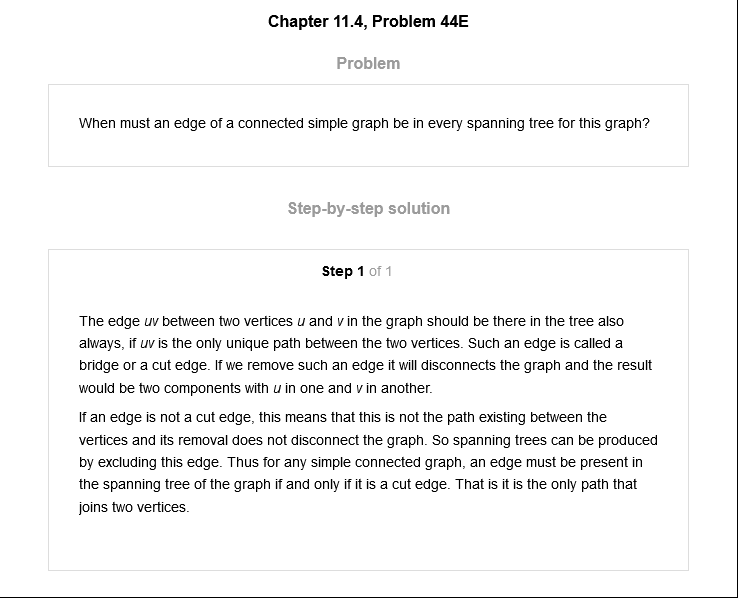 Chapter 11.4, Problem 44E
Problem
When must an edge of a connected simple graph be in every spanning tree for this graph?
Step-by-step solution
Step 1 of 1
The edge uv between two vertices u and v in the graph should be there in the tree also
always, if uv is the only unique path between the two vertices. Such an edge is called a
bridge or a cut edge. If we remove such an edge it will disconnects the graph and the result
would be two components with u in one and v in another.
If an edge is not a cut edge, this means that this is not the path existing between the
vertices and its removal does not disconnect the graph. So spanning trees can be produced
by excluding this edge. Thus for any simple connected graph, an edge must be present in
the spanning tree of the graph if and only if it is a cut edge. That is it is the only path that
joins two vertices.